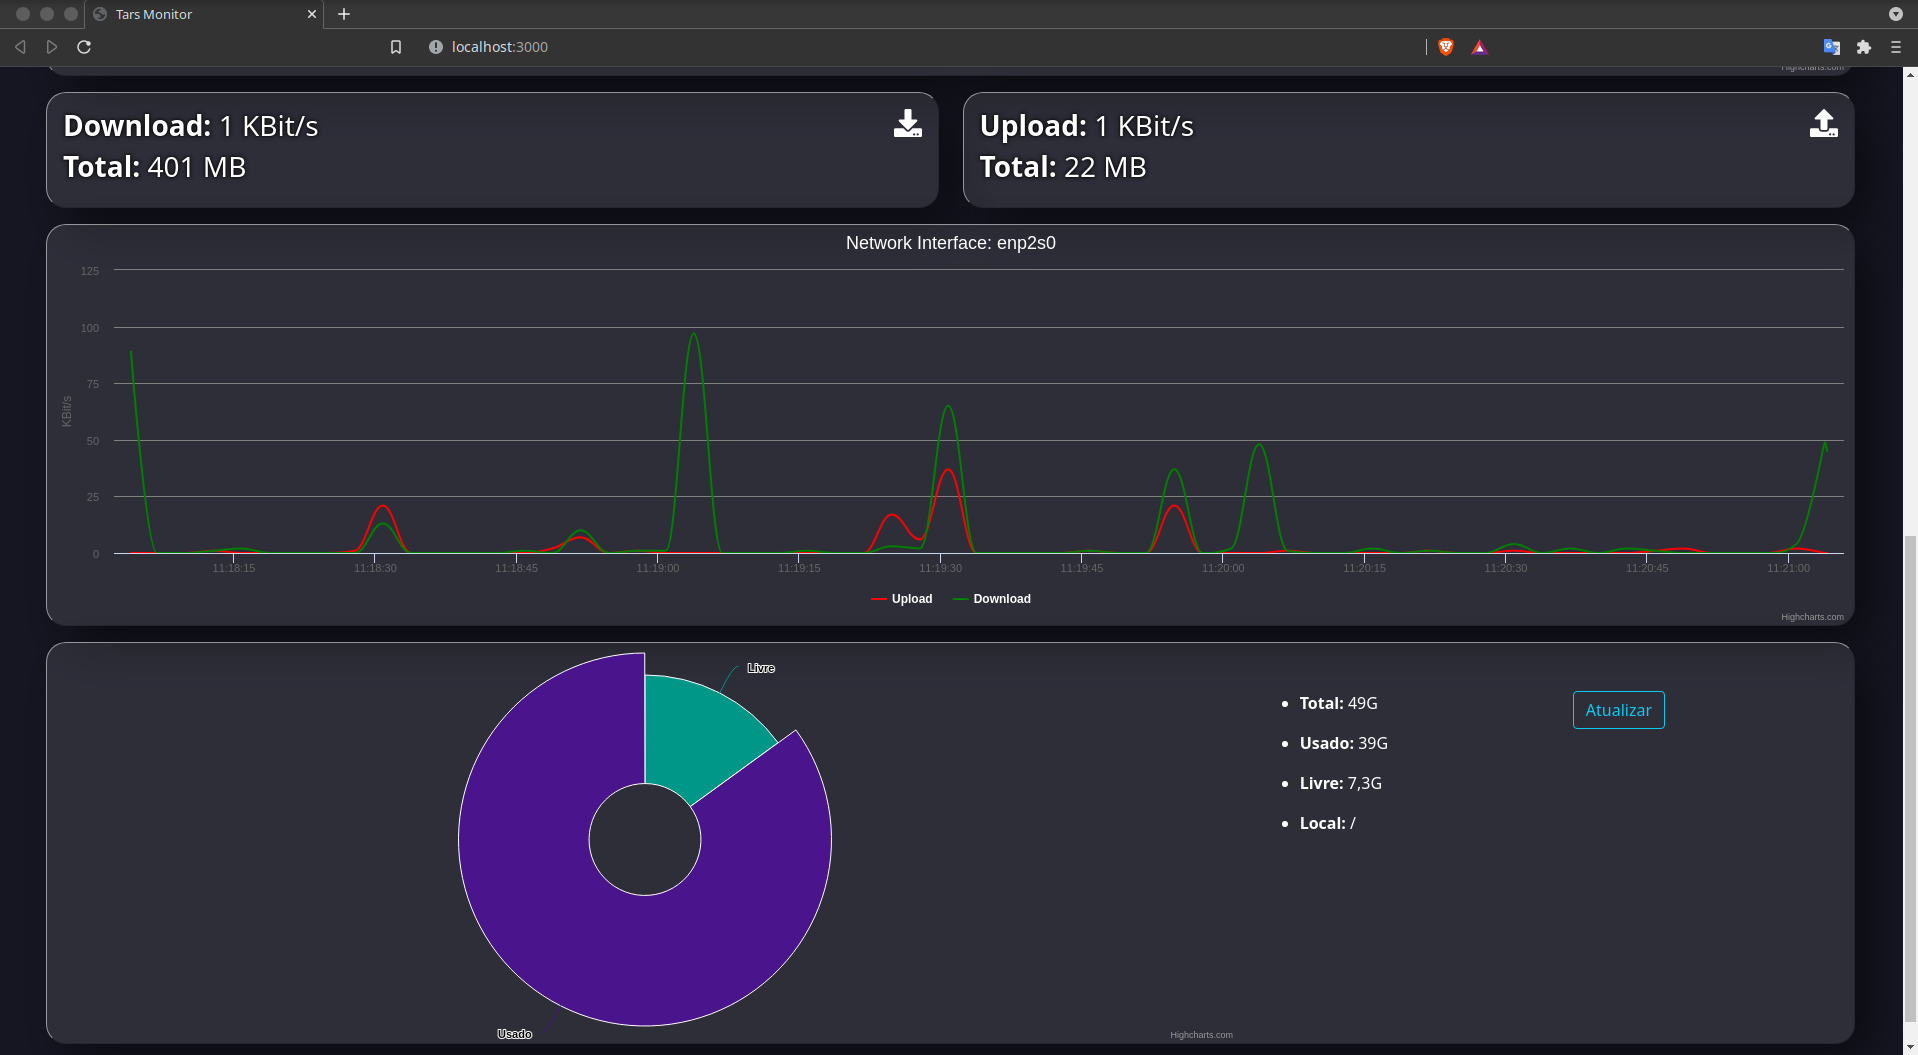 Tars Monitor
localhost:3000
Highcharts.com
Download: 1 KBit/s
Total: 401 MB
Upload: 1 KBit/s
Total: 22 MB
Network Interface: enp2s0
125
100
75
50
25
0
KBit/s
11:18:15 11:18:30 11:18:45 11:19:00 11:19:15 11:19:30 11:19:45 11:20:00 11:20:15 11:20:30 11:20:45 11:21:00
Upload Download
Highcharts.com
Livre
Usado
Total: 49G
Usado: 39G
Livre: 7,3G
Local: /
Atualizar
Highcharts.com